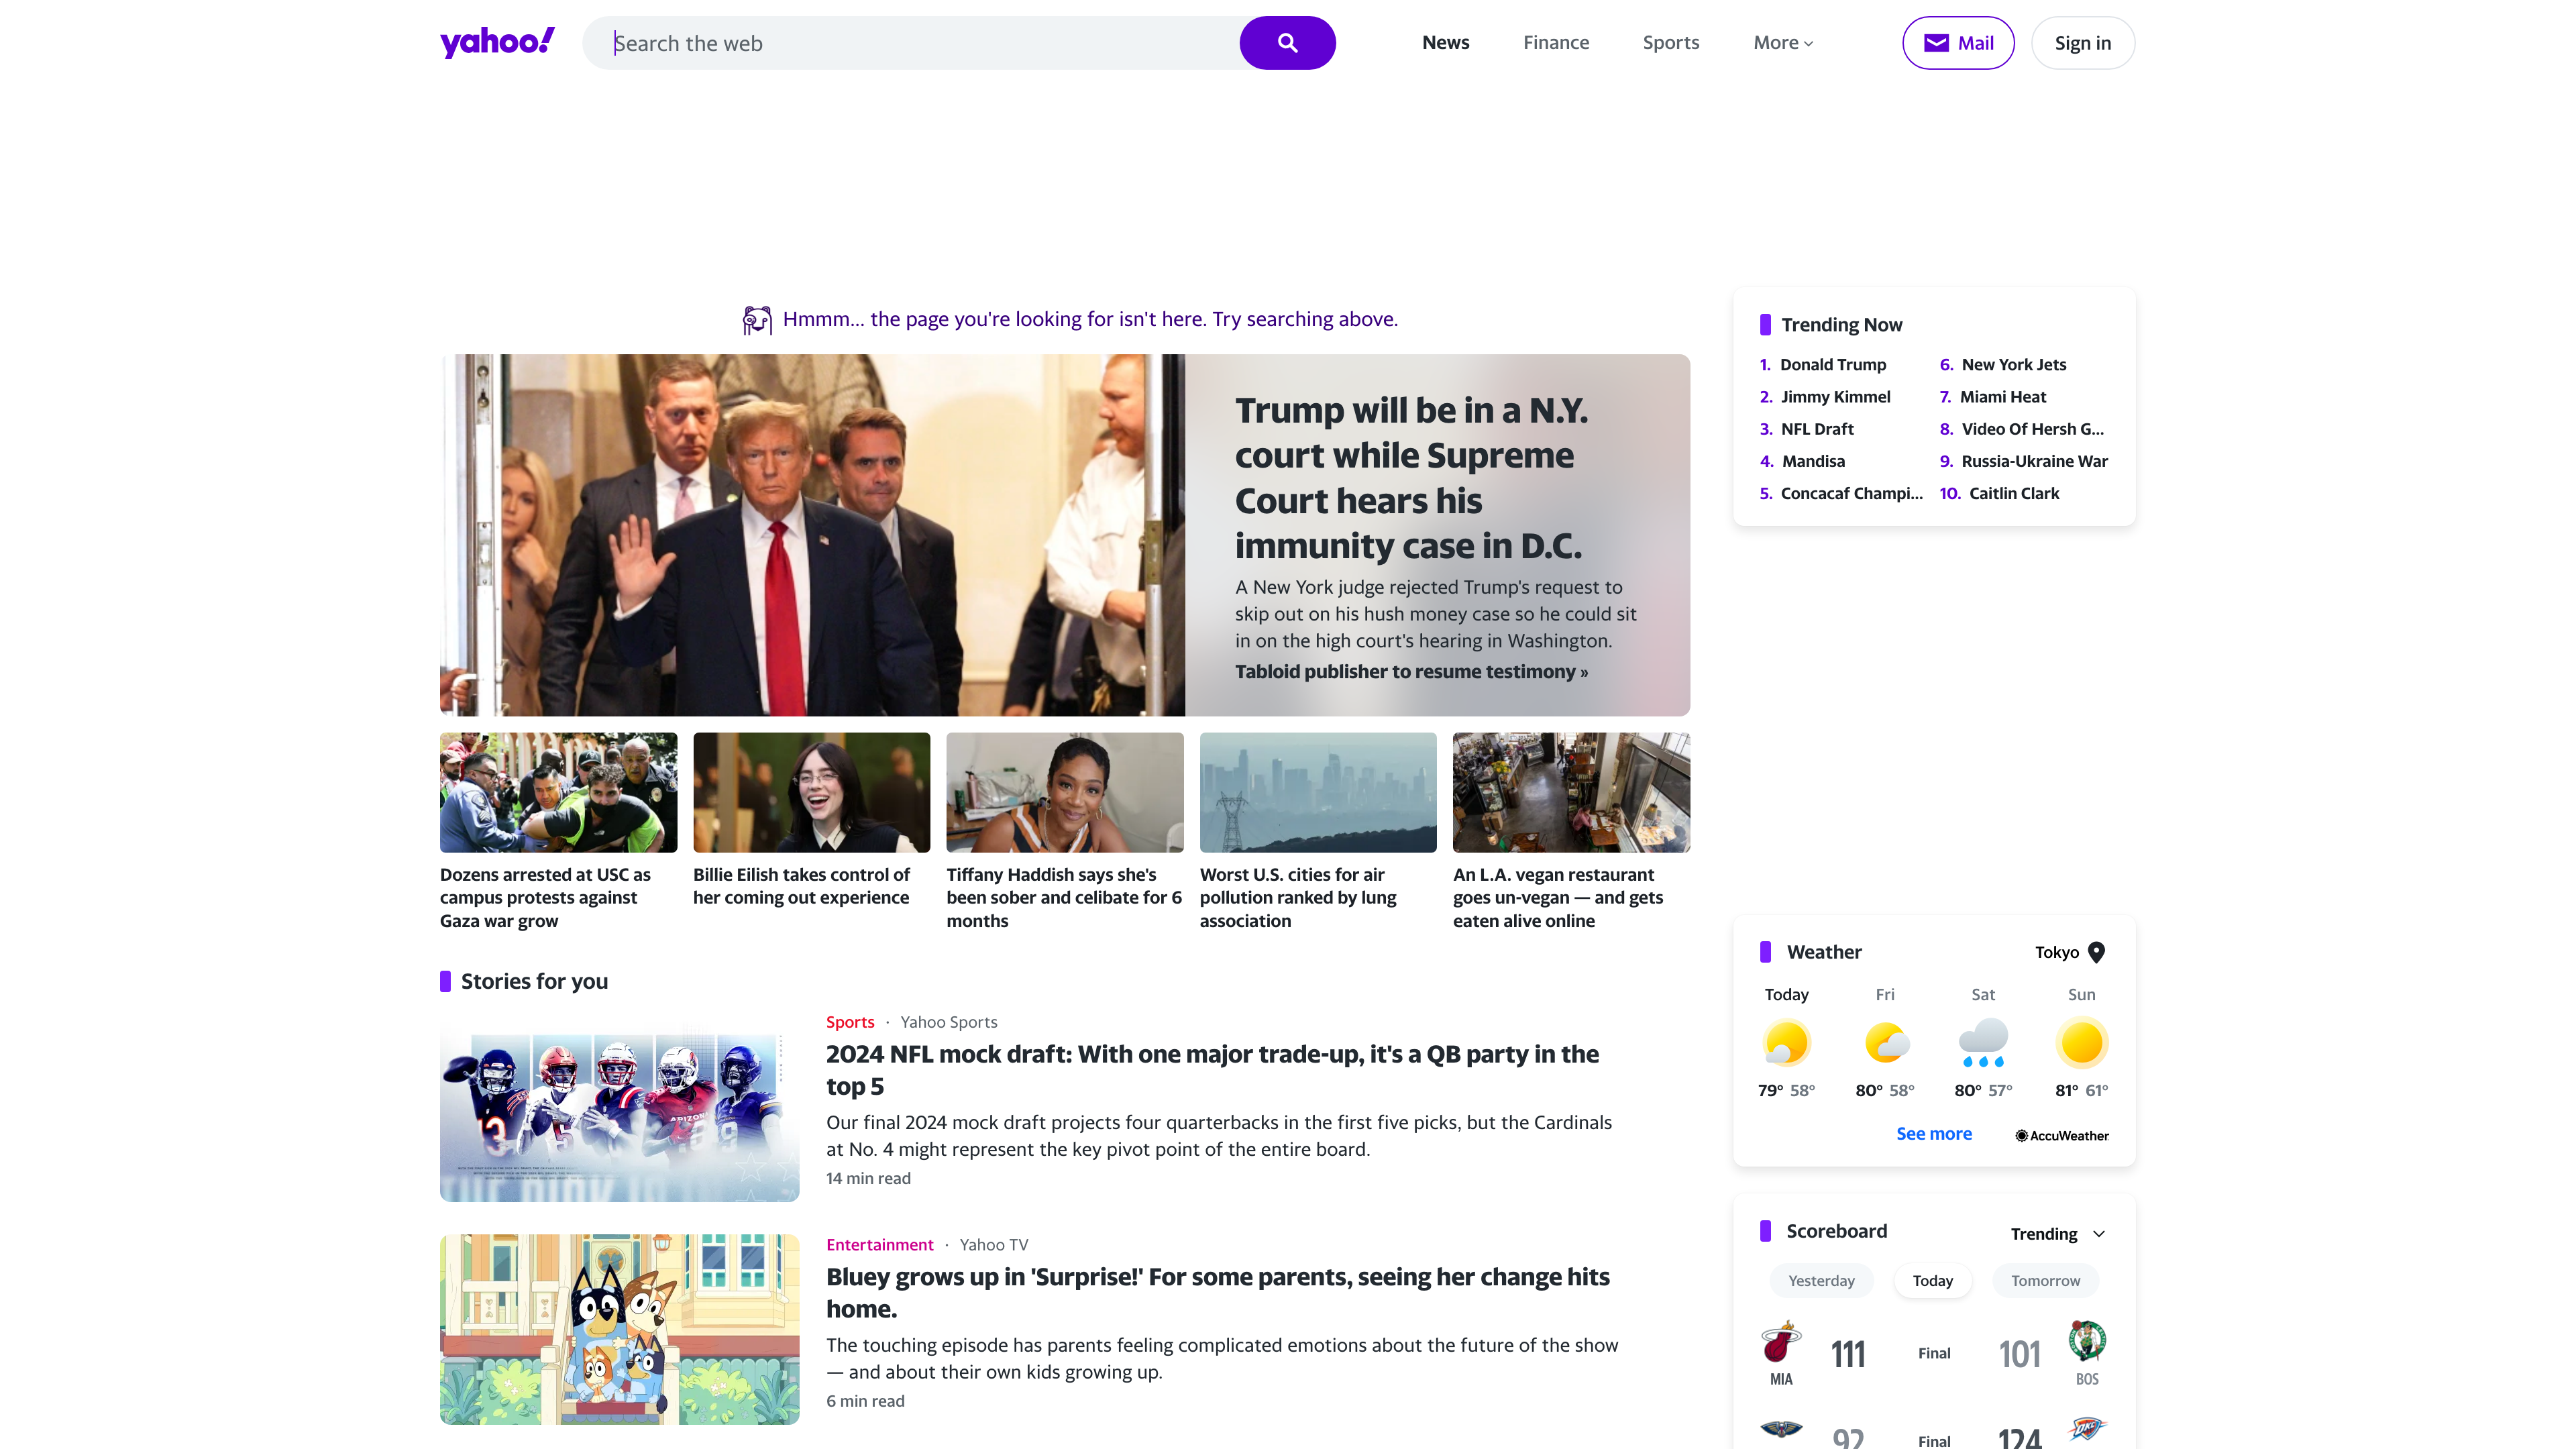 yahoo!
Search the web
News
Finance
Sports
More
Mail
Sign in
Hmmm... the page you're looking for isn't here. Try searching above.
Trump will be in a N.Y.
court while Supreme
Court hears his
immunity case in D.C.
A New York judge rejected Trump's request to
skip out on his hush money case so he could sit
in on the high court's hearing in Washington.
Tabloid publisher to resume testimony »
Dozens arrested at USC as
campus protests against
Gaza war grow
Billie Eilish takes control of
her coming out experience
Tiffany Haddish says she's
been sober and celibate for 6
months
Worst U.S. cities for air
pollution ranked by lung
association
An L.A. vegan restaurant
goes un-vegan — and gets
eaten alive online
Stories for you
Sports · Yahoo Sports
2024 NFL mock draft: With one major trade-up, it's a QB party in the
top 5
Our final 2024 mock draft projects four quarterbacks in the first five picks, but the Cardinals
at No. 4 might represent the key pivot point of the entire board.
14 min read
Entertainment · Yahoo TV
Bluey grows up in 'Surprise!' For some parents, seeing her change hits
home.
The touching episode has parents feeling complicated emotions about the future of the show
— and about their own kids growing up.
6 min read
Trending Now
1. Donald Trump
2. Jimmy Kimmel
3. NFL Draft
4. Mandisa
5. Concacaf Champi...
6. New York Jets
7. Miami Heat
8. Video Of Hersh G...
9. Russia-Ukraine War
10. Caitlin Clark
Weather
Tokyo
Today
Fri
Sat
Sun
79° 58°
80° 58°
80° 57°
81° 61°
See more
AccuWeather
Scoreboard
Trending
Yesterday
Today
Tomorrow
111
Final
101
MIA
BOS
92
Final
124